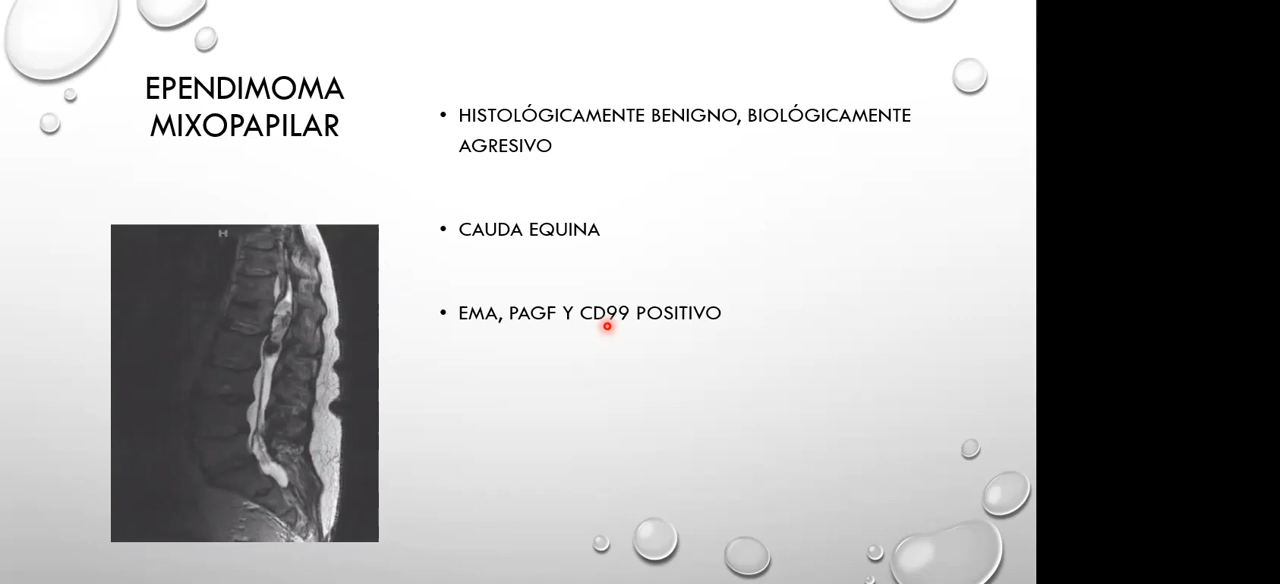 EPENDIMOMA
MIXOPAPILAR
• HISTOLÓGICAMENTE BENIGNO, BIOLÓGICAMENTE
AGRESIVO
• CAUDA EQUINA
• EMA, PAGF Y CD99 POSITIVO
H